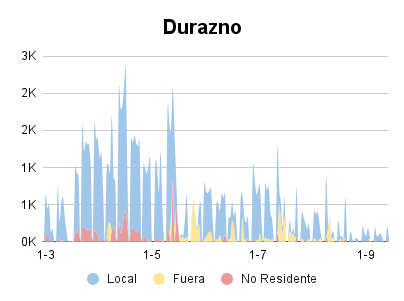 Durazno
3K
2K
2K
1K
1K
0K
1-3
1-5
1-7
1-9
Local
Fuera
No Residente